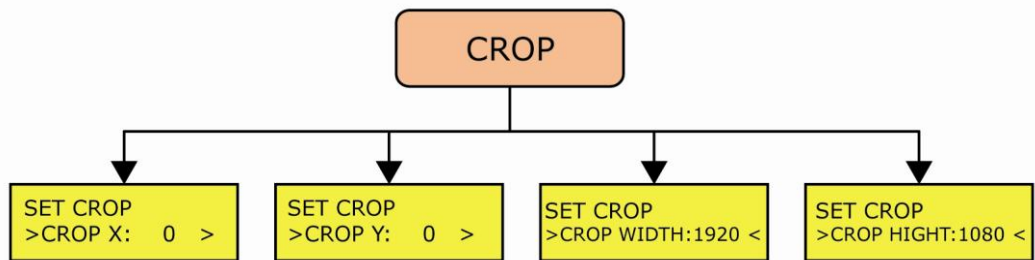 CROP
SET CROP
>CROP X: 0 >
SET CROP
>CROP Y: 0 >
SET CROP
>CROP WIDTH:1920 <
SET CROP
>CROP HIGHT:1080 <